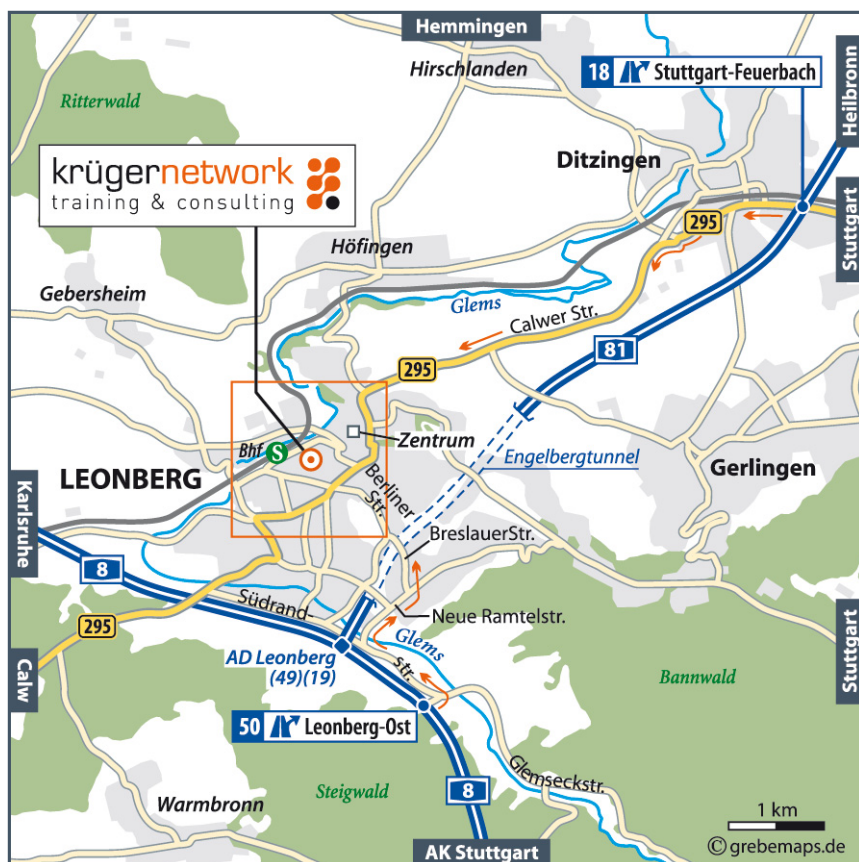 Hemmingen
Hirschlanden
18 Stuttgart-Feuerbach
Heilbronn
Ritterwald
krügernetwork
training & consulting
Ditzingen
295
Stuttgart
Höfingen
Gebersheim
Glems
Calwer Str.
81
295
Bhf S
Zentrum
Engelbergtunnel
LEONBERG
Berliner
Str.
Gerlingen
Karlsruhe
BreslauerStr.
8
Südrand-
Neue Ramtelstr.
295
Glems
AD Leonberg
(49)(19)
str.
Stuttgart
Calw
Bannwald
50 Leonberg-Ost
Glemseckstr.
Steigwald
8
Warmbronn
1 km
© grebemaps.de
AK Stuttgart